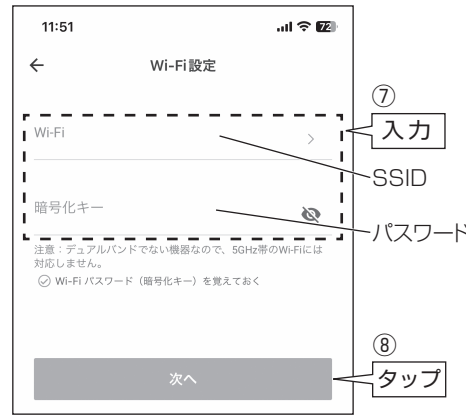 11:51
72
Wi-Fi設定
⑦
入力
Wi-Fi
SSID
暗号化キー
パスワード
注意：デュアルバンドでない機器なので、5GHz帯のWi-Fiには
対応しません。
Wi-Fi パスワード（暗号化キー）を覚えておく
⑧
次へ
タップ